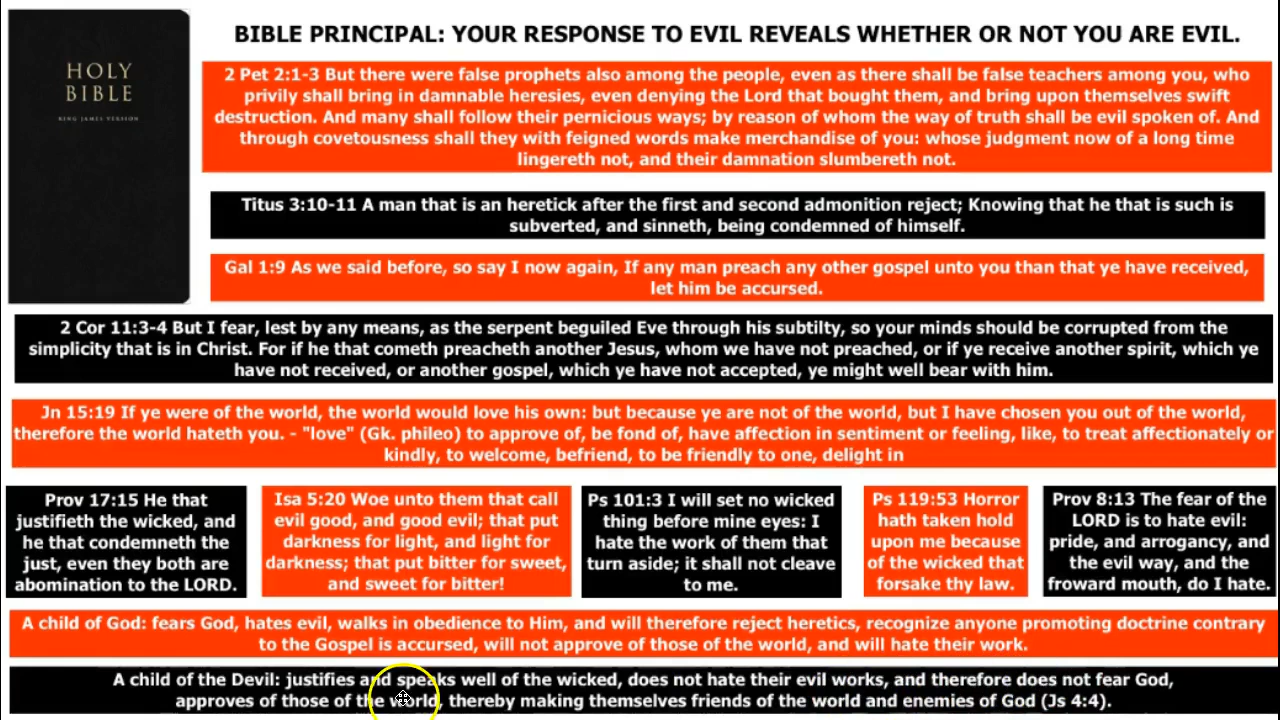 HOLY
BIBLE
KING JAMES VERSION
BIBLE PRINCIPAL: YOUR RESPONSE TO EVIL REVEALS WHETHER OR NOT YOU ARE EVIL.
2 Pet 2:1-3 But there were false prophets also among the people, even as there shall be false teachers among you, who
privily shall bring in damnable heresies, even denying the Lord that bought them, and bring upon themselves swift
destruction. And many shall follow their pernicious ways; by reason of whom the way of truth shall be evil spoken of. And
through covetousness shall they with feigned words make merchandise of you: whose judgment now of a long time
lingereth not, and their damnation slumbereth not.
Titus 3:10-11 A man that is an heretick after the first and second admonition reject; Knowing that he that is such is
subverted, and sinneth, being condemned of himself.
Gal 1:9 As we said before, so say I now again, If any man preach any other gospel unto you than that ye have received,
let him be accursed.
2 Cor 11:3-4 But I fear, lest by any means, as the serpent beguiled Eve through his subtilty, so your minds should be corrupted from the
simplicity that is in Christ. For if he that cometh preacheth another Jesus, whom we have not preached, or if ye receive another spirit, which ye
have not received, or another gospel, which ye have not accepted, ye might well bear with him.
Jn 15:19 If ye were of the world, the world would love his own: but because ye are not of the world, but I have chosen you out of the world,
therefore the world hateth you. - "love" (Gk. phileo) to approve of, be fond of, have affection in sentiment or feeling, like, to treat affectionately or
kindly, to welcome, befriend, to be friendly to one, delight in
Prov 17:15 He that
justifieth the wicked, and
he that condemneth the
just, even they both are
abomination to the LORD.
Isa 5:20 Woe unto them that call
evil good, and good evil; that put
darkness for light, and light for
darkness; that put bitter for sweet,
and sweet for bitter!
Ps 101:3 I will set no wicked
thing before mine eyes: I
hate the work of them that
turn aside; it shall not cleave
to me.
Ps 119:53 Horror
hath taken hold
upon me because
of the wicked that
forsake thy law.
Prov 8:13 The fear of the
LORD is to hate evil:
pride, and arrogancy, and
the evil way, and the
froward mouth, do I hate.
A child of God: fears God, hates evil, walks in obedience to Him, and will therefore reject heretics, recognize anyone promoting doctrine contrary
to the Gospel is accursed, will not approve of those of the world, and will hate their work.
A child of the Devil: justifies and speaks well of the wicked, does not hate their evil works, and therefore does not fear God,
approves of those of the world, thereby making themselves friends of the world and enemies of God (Js 4:4).